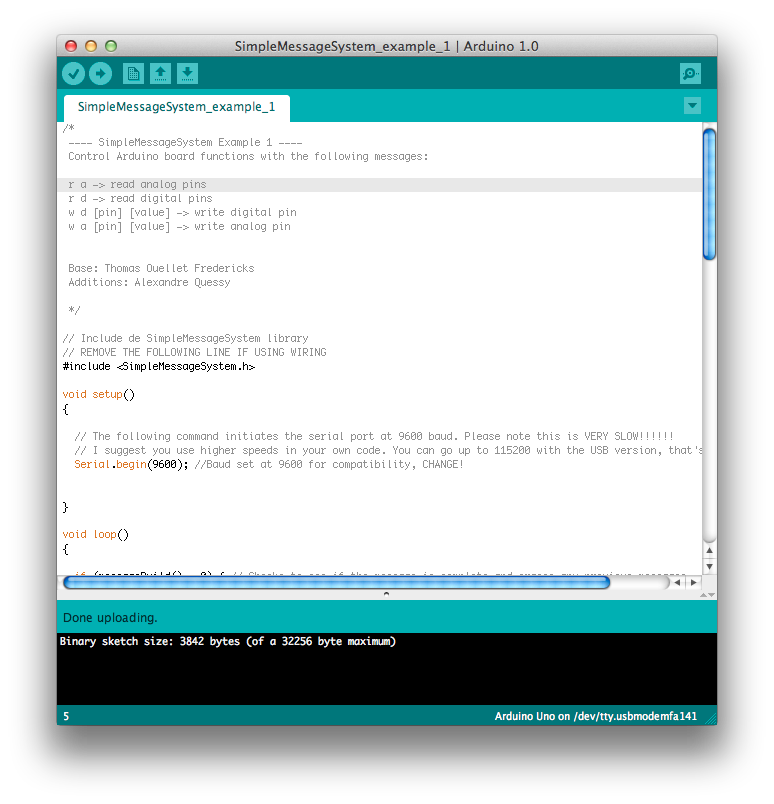 SimpleMessageSystem_example_1 | Arduino 1.0
SimpleMessageSystem_example_1
/*
---- SimpleMessageSystem Example 1 ----
Control Arduino board functions with the following messages:
r a -> read analog pins
r d -> read digital pins
w d [pin] [value] -> write digital pin
w a [pin] [value] -> write analog pin
Base: Thomas Ouellet Fredericks
Additions: Alexandre Quessy
*/
// Include de SimpleMessageSystem library
// REMOVE THE FOLLOWING LINE IF USING WIRING
#include <SimpleMessageSystem.h>
void setup()
{
// The following command initiates the serial port at 9600 baud. Please note this is VERY SLOW!!!!!!
// I suggest you use higher speeds in your own code. You can go up to 115200 with the USB version, that's
Serial.begin(9600); //Baud set at 9600 for compatibility, CHANGE!
}
void loop()
{
Done uploading.
Binary sketch size: 3842 bytes (of a 32256 byte maximum)
5
Arduino Uno on /dev/tty.usbmodemfa141